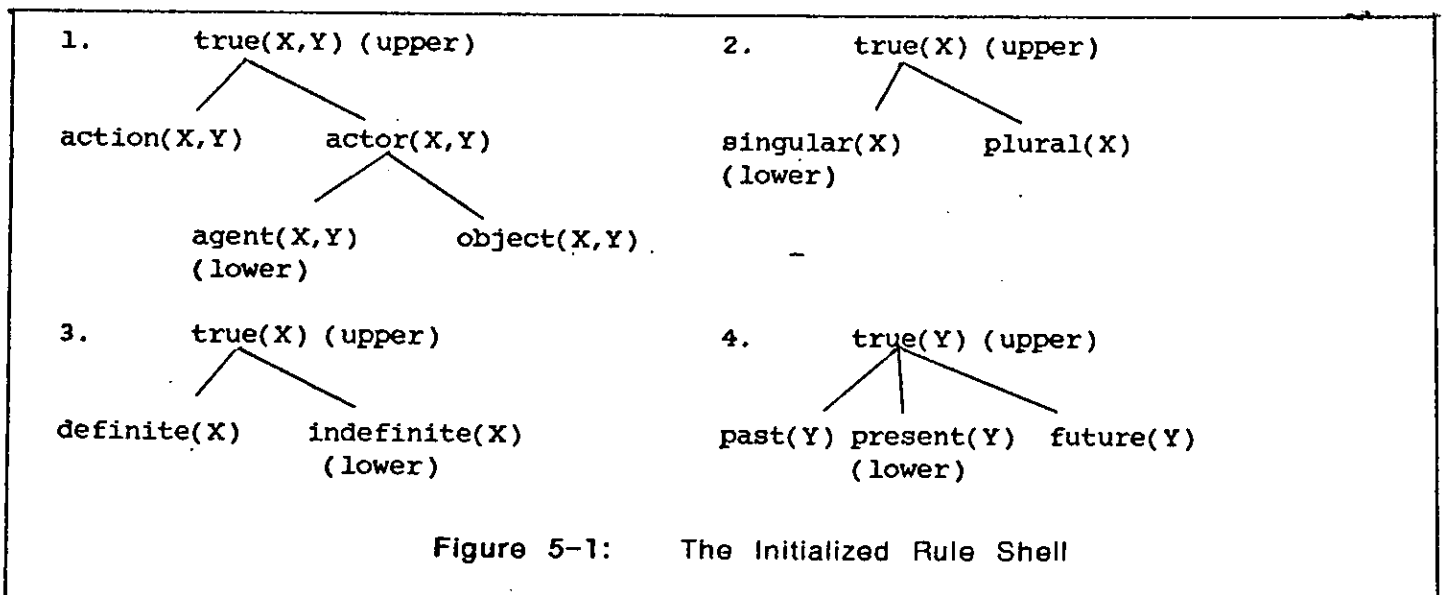 1. true(X,Y) (upper)
action(X,Y) actor(X,Y)
agent(X,Y) object(X,Y)
(lower)
2. true(X) (upper)
singular(X) plural(X)
(lower)
3. true(X) (upper)
definite(X) indefinite(X)
(lower)
4. true(Y) (upper)
past(Y) present(Y) future(Y)
(lower)
Figure 5-1: The Initialized Rule Shell